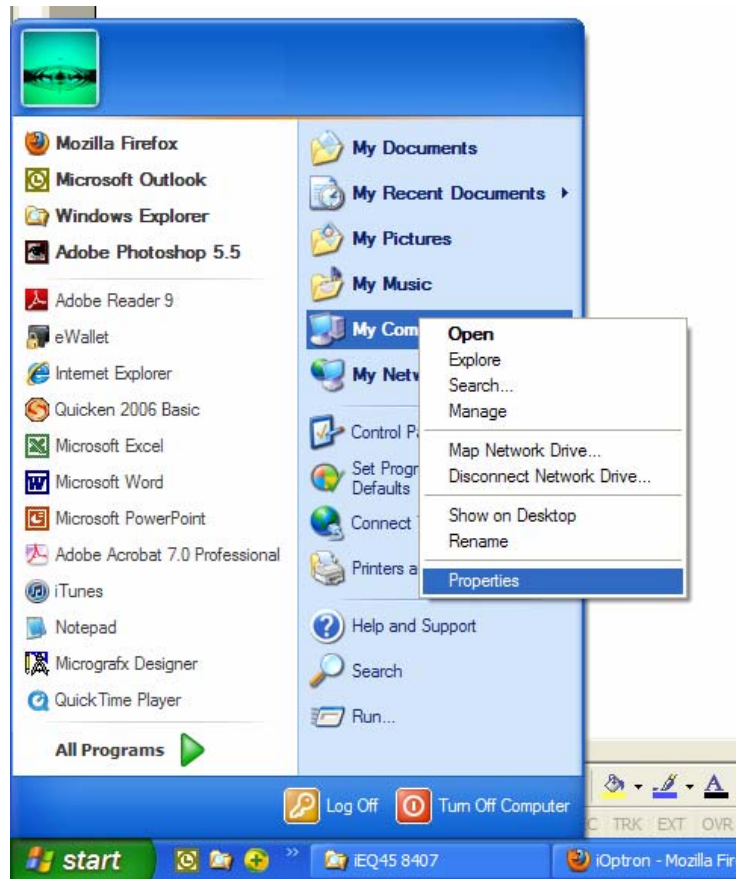 Mozilla Firefox
Microsoft Outlook
Windows Explorer
Adobe Photoshop 5.5
Adobe Reader 9
eWallet
Internet Explorer
Quicken 2006 Basic
Microsoft Excel
Microsoft Word
Microsoft PowerPoint
Adobe Acrobat 7.0 Professional
iTunes
Notepad
Micrografx Designer
QuickTime Player
All Programs
My Documents
My Recent Documents
My Pictures
My Music
My Com
My Netw
Control P
Set Progr
Defaults
Connect
Printers a
Help and Support
Search
Run...
Open
Explore
Search...
Manage
Map Network Drive...
Disconnect Network Drive...
Show on Desktop
Rename
Properties
Log Off
Turn Off Computer
TRK EXT OVR
start
iEQ45 8407
iOptron - Mozilla Fir